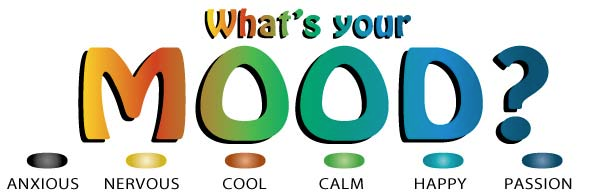 What's your
MOOD?
ANXIOUS NERVOUS COOL CALM HAPPY PASSION